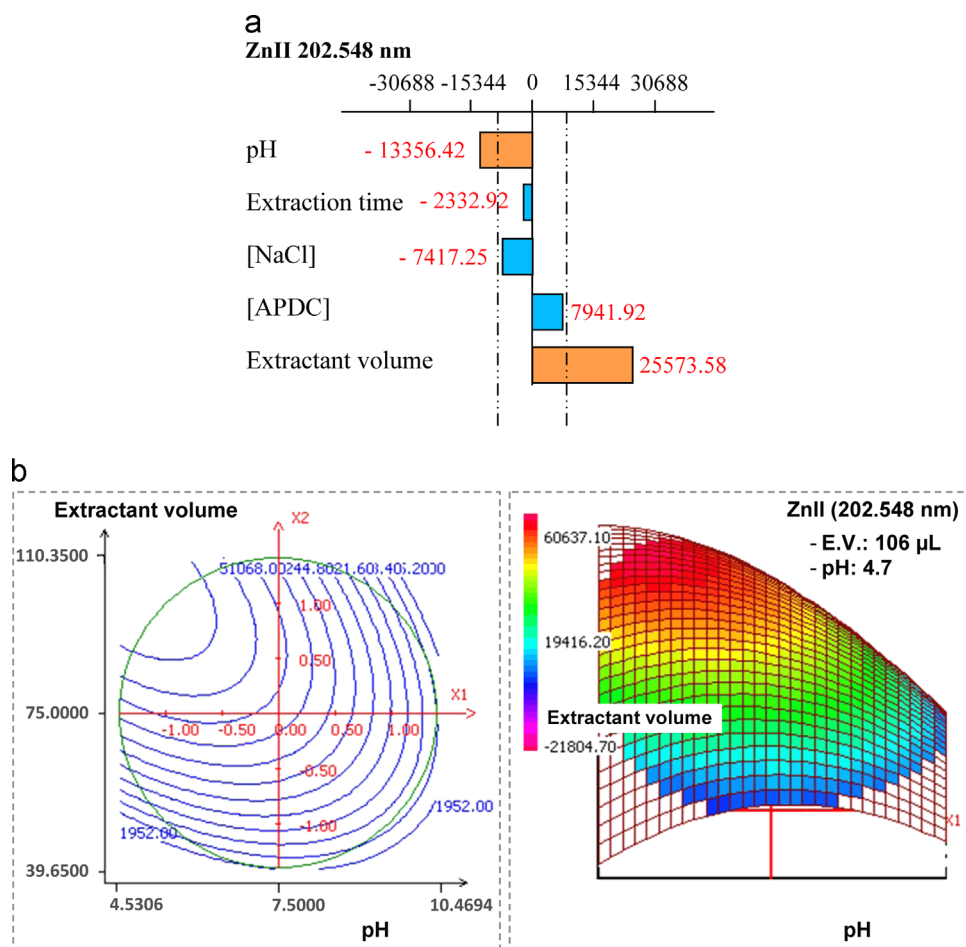 a
ZnII 202.548 nm
-30688 -15344 0 15344 30688
pH - 13356.42
Extraction time - 2332.92
[NaCl] - 7417.25
[APDC] 7941.92
Extractant volume 25573.58
b
Extractant volume
X2
110.3500
1.00
0.50
X1
75.0000
-1.00 -0.50 0.00 0.50 1.00
-0.50
-1.00
1952.00
1952.00
39.6500
4.5306 7.5000 10.4694
pH
ZnII (202.548 nm)
- E.V.: 106 µL
- pH: 4.7
60637.10
19416.20
Extractant volume
-21804.70
X1
pH